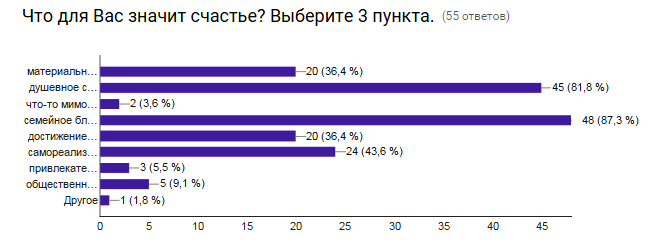 Что для Вас значит счастье? Выберите 3 пункта. (55 ответов)
материальн… 20 (36,4 %)
душевное с… 45 (81,8 %)
что-то мимо… 2 (3,6 %)
семейное бл… 48 (87,3 %)
достижение… 20 (36,4 %)
самореализ… 24 (43,6 %)
привлекате… 3 (5,5 %)
общественн… 5 (9,1 %)
Другое 1 (1,8 %)
0 5 10 15 20 25 30 35 40 45